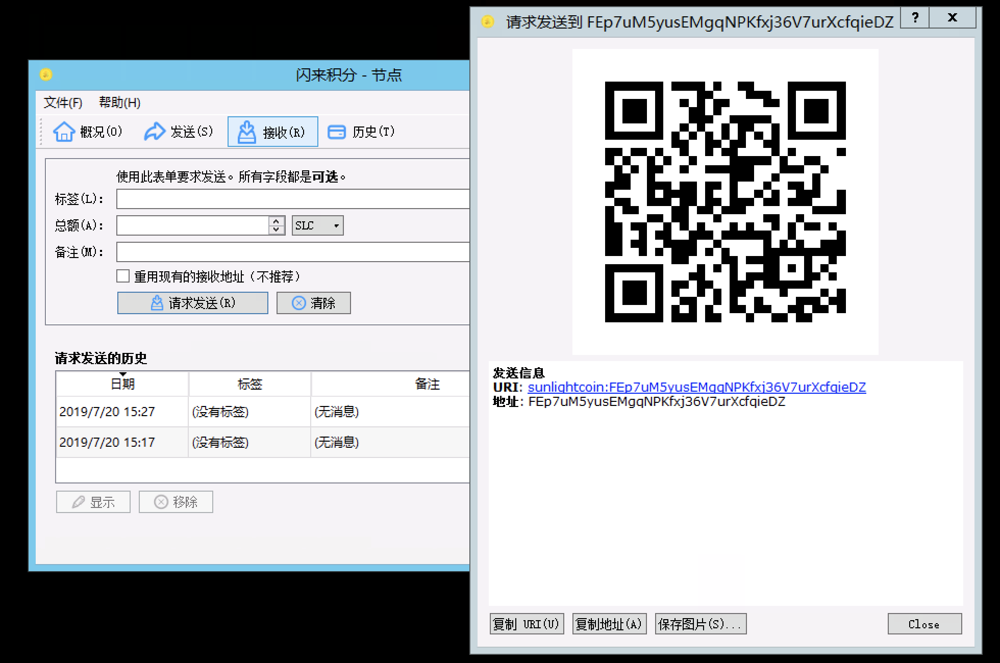 闪来积分 - 节点
文件(F) 帮助(H)
概况(O) 发送(S) 接收(R) 历史(T)
使用此表单要求发送。所有字段都是可选。
标签(L):
总额(A): SLC
备注(M):
重用现有的接收地址（不推荐）
请求发送(R) 清除
请求发送的历史
日期 标签 备注
2019/7/20 15:27 (没有标签) (无消息)
2019/7/20 15:17 (没有标签) (无消息)
显示 移除
请求发送到 FEp7uM5yusEMgqNPKfxj36V7urXcfqieDZ ? x
发送信息
URI: sunlightcoin:FEp7uM5yusEMgqNPKfxj36V7urXcfqieDZ
地址: FEp7uM5yusEMgqNPKfxj36V7urXcfqieDZ
复制 URI(U) 复制地址(A) 保存图片(S)... Close